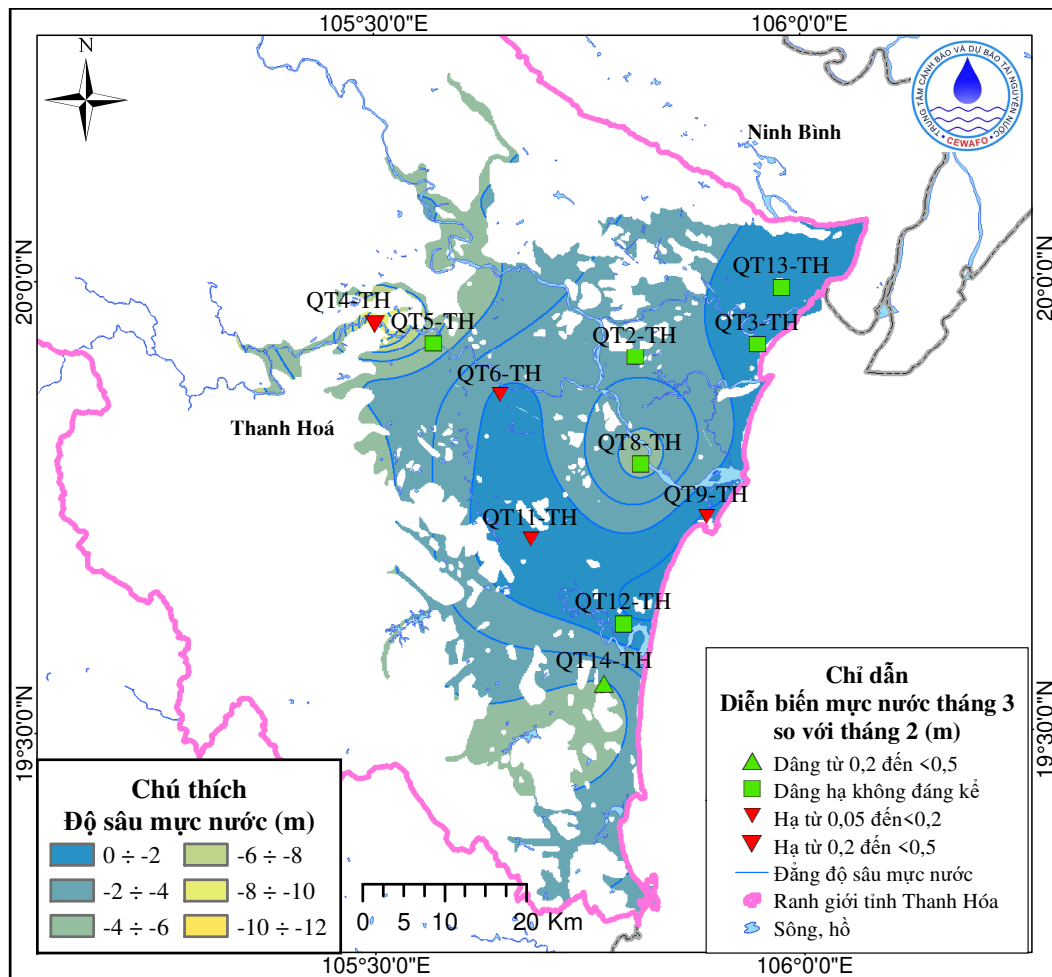 105°30'0"E
106°0'0"E
N
TRUNG TÂM CẢNH BÁO VÀ DỰ BÁO TÀI NGUYÊN NƯỚC
CEWAFO
Ninh Bình
20°0'0"N
20°0'0"N
QT13-TH
QT4-TH
QT5-TH
QT3-TH
QT2-TH
QT6-TH
Thanh Hoá
QT8-TH
QT9-TH
QT11-TH
QT12-TH
QT14-TH
19°30'0"N
19°30'0"N
Chỉ dẫn
Diễn biến mực nước tháng 3
so với tháng 2 (m)
Dâng từ 0,2 đến <0,5
Dâng hạ không đáng kể
Hạ từ 0,05 đến<0,2
Hạ từ 0,2 đến <0,5
Đẳng độ sâu mực nước
Ranh giới tỉnh Thanh Hóa
Sông, hồ
Chú thích
Độ sâu mực nước (m)
0 ÷ -2
-6 ÷ -8
-2 ÷ -4
-8 ÷ -10
-4 ÷ -6
-10 ÷ -12
0 5 10 20 Km
105°30'0"E
106°0'0"E